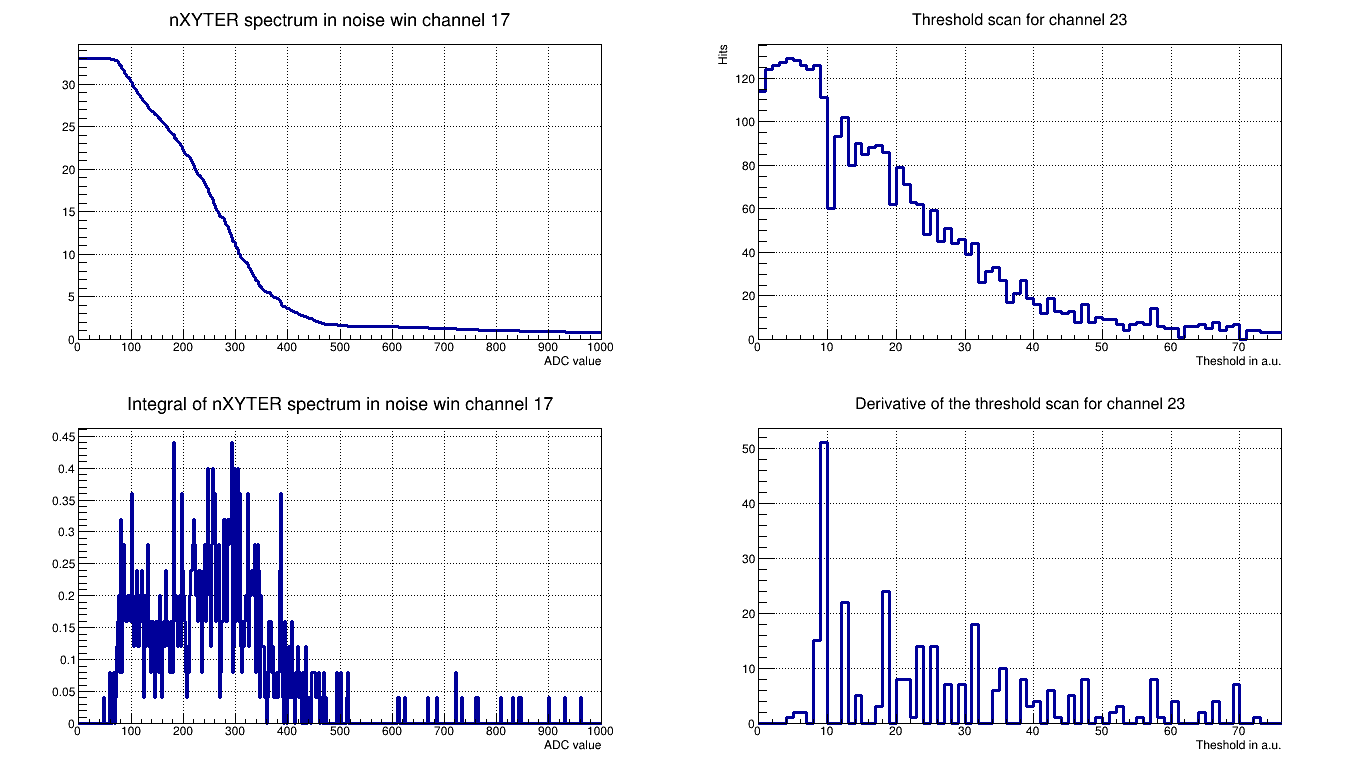 nXYTER spectrum in noise win channel 17
30
25
20
15
10
5
0
0 100 200 300 400 500 600 700 800 900 1000
ADC value
Threshold scan for channel 23
Hits
120
100
80
60
40
20
0
0 10 20 30 40 50 60 70
Theshold in a.u.
Integral of nXYTER spectrum in noise win channel 17
0.45
0.4
0.35
0.3
0.25
0.2
0.15
0.1
0.05
0
0 100 200 300 400 500 600 700 800 900 1000
ADC value
Derivative of the threshold scan for channel 23
50
40
30
20
10
0
0 10 20 30 40 50 60 70
Theshold in a.u.